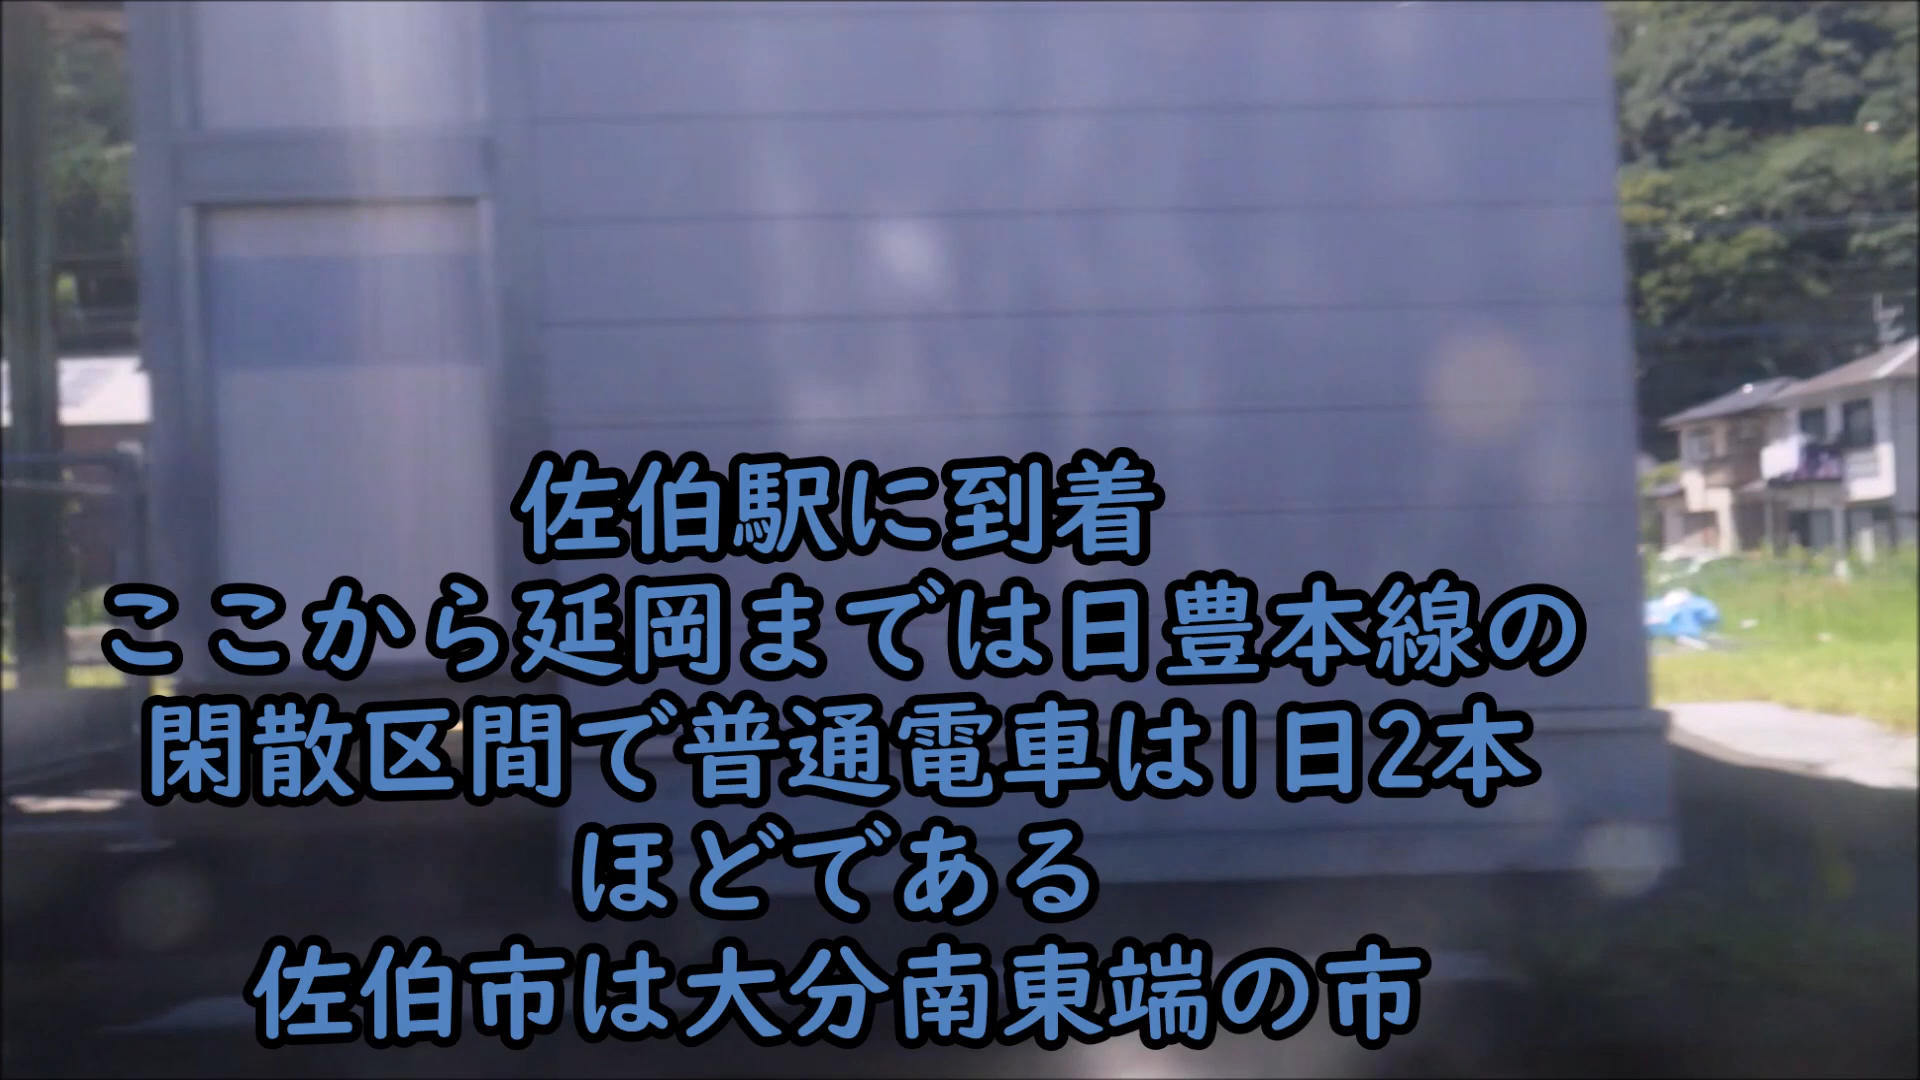 佐伯駅に到着
ここから延岡までは日豊本線の
閑散区間で普通電車は1日2本
ほどである
佐伯市は大分南東端の市